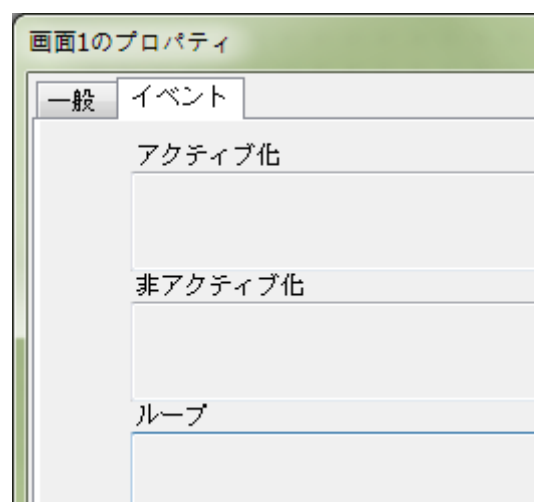 画面1のプロパティ
一般 イベント
アクティブ化
非アクティブ化
ループ